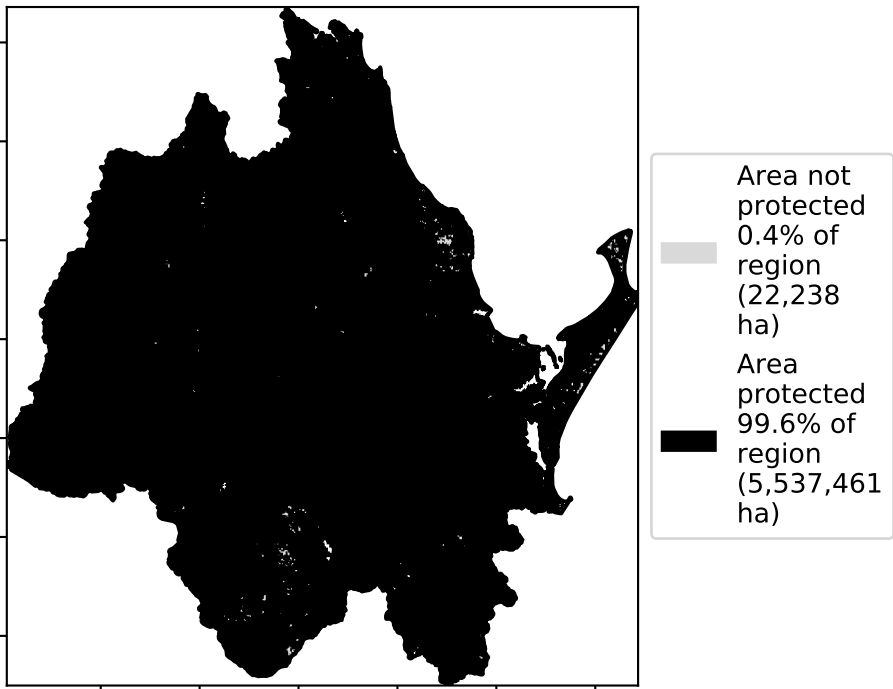 Area not
protected
0.4% of
region
(22,238
ha)
Area
protected
99.6% of
region
(5,537,461
ha)